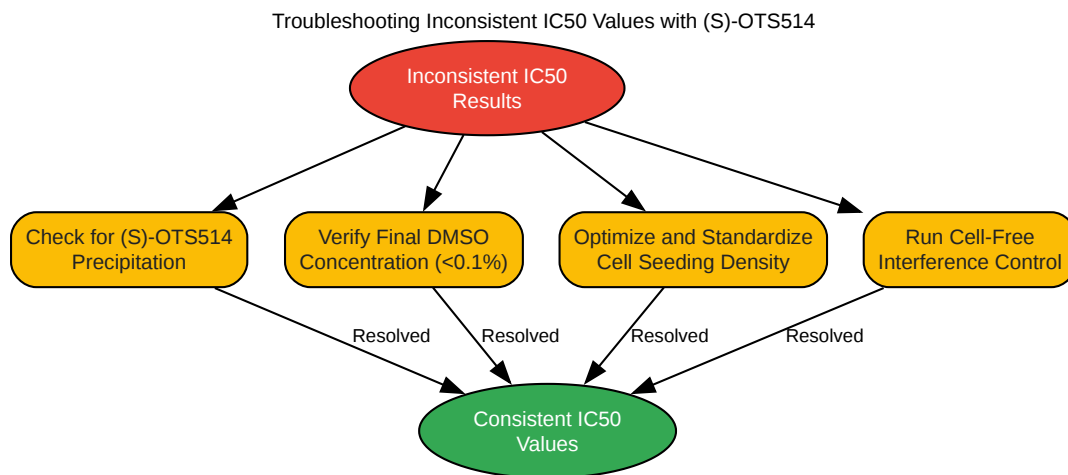 Troubleshooting Inconsistent IC50 Values with (S)-OTS514
Inconsistent IC50
Results
Check for (S)-OTS514
Precipitation
Verify Final DMSO
Concentration (<0.1%)
Optimize and Standardize
Cell Seeding Density
Run Cell-Free
Interference Control
Resolved
Resolved
Resolved
Resolved
Consistent IC50
Values